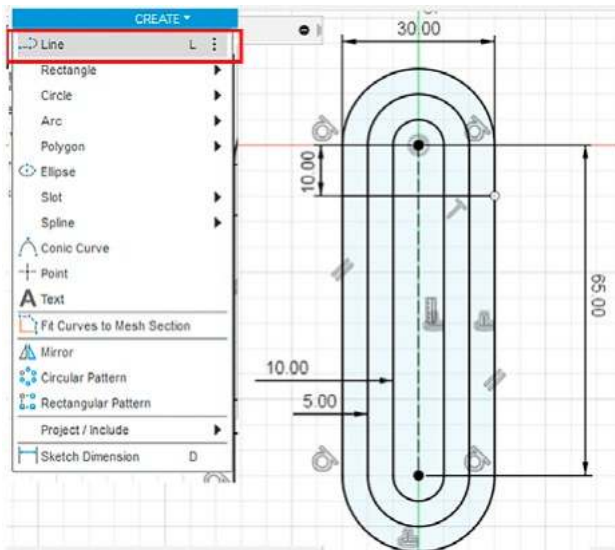 CREATE
Line L
Rectangle
Circle
Arc
Polygon
Ellipse
Slot
Spline
Conic Curve
Point
A Text
Fit Curves to Mesh Section
Mirror
Circular Pattern
Rectangular Pattern
Project / Include
Sketch Dimension D
30.00
10.00
65.00
10.00
5.00